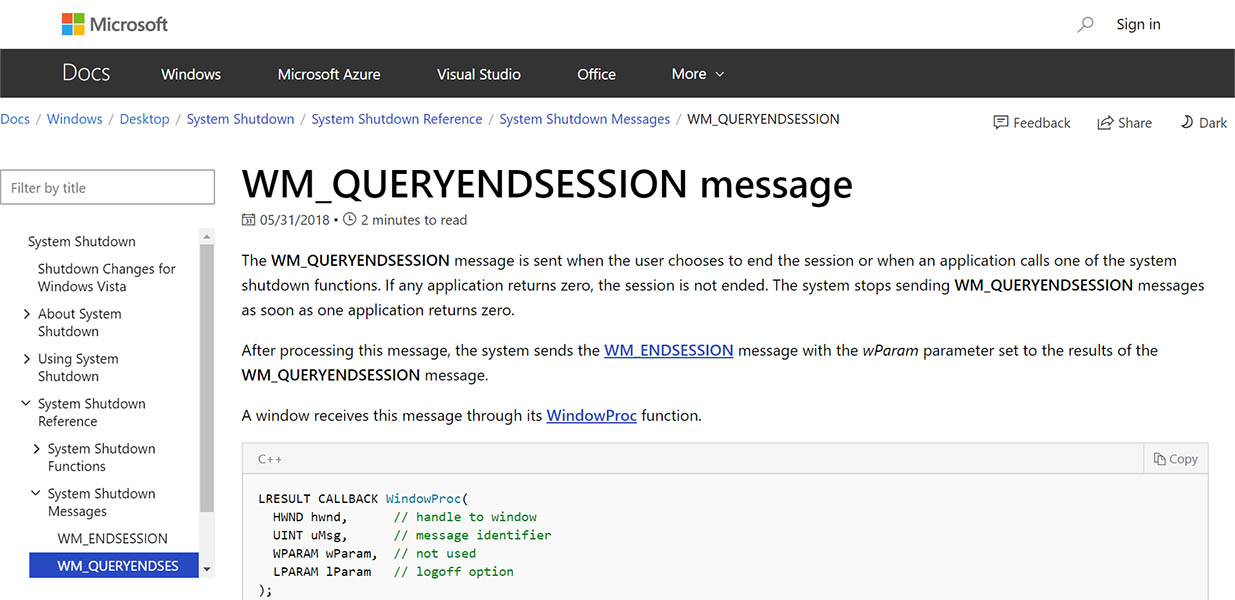 Microsoft
Sign in
Docs
Windows
Microsoft Azure
Visual Studio
Office
More
Docs / Windows / Desktop / System Shutdown / System Shutdown Reference / System Shutdown Messages / WM_QUERYENDSESSION
Feedback
Share
Dark
Filter by title
System Shutdown
Shutdown Changes for
Windows Vista
About System
Shutdown
Using System
Shutdown
System Shutdown
Reference
System Shutdown
Functions
System Shutdown
Messages
WM_ENDSESSION
WM_QUERYENDSES
WM_QUERYENDSESSION message
05/31/2018 • 2 minutes to read
The WM_QUERYENDSESSION message is sent when the user chooses to end the session or when an application calls one of the system
shutdown functions. If any application returns zero, the session is not ended. The system stops sending WM_QUERYENDSESSION messages
as soon as one application returns zero.
After processing this message, the system sends the WM_ENDSESSION message with the wParam parameter set to the results of the
WM_QUERYENDSESSION message.
A window receives this message through its WindowProc function.
C++
Copy
LRESULT CALLBACK WindowProc(
HWND hwnd, // handle to window
UINT uMsg, // message identifier
WPARAM wParam, // not used
LPARAM lParam // logoff option
);